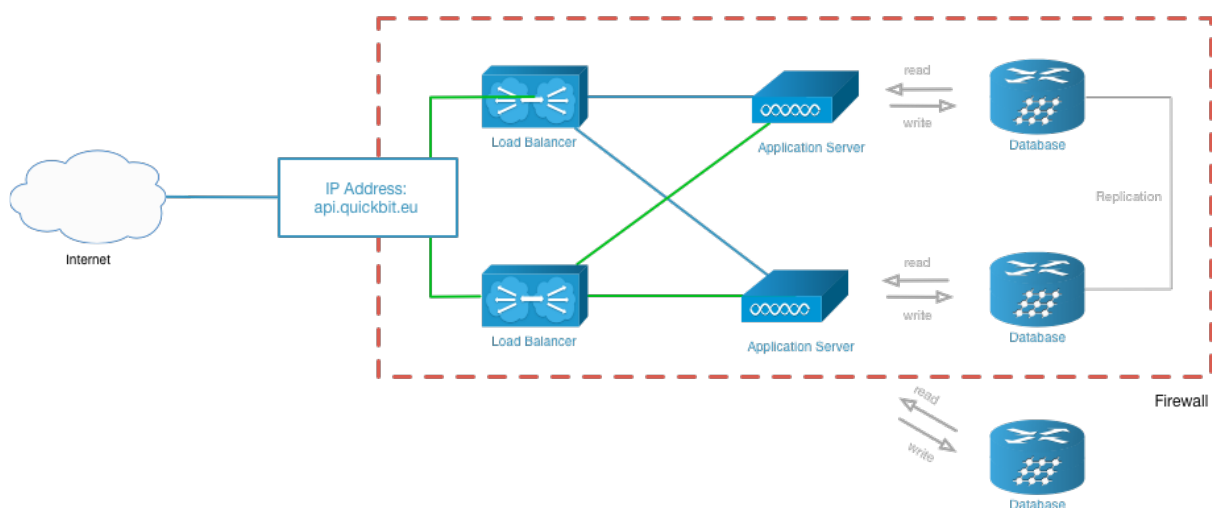 read
write
Load Balancer
Application Server
Database
IP Address:
api.quickbit.eu
Replication
Internet
read
write
Load Balancer
Application Server
Database
Firewall
read
write
Database